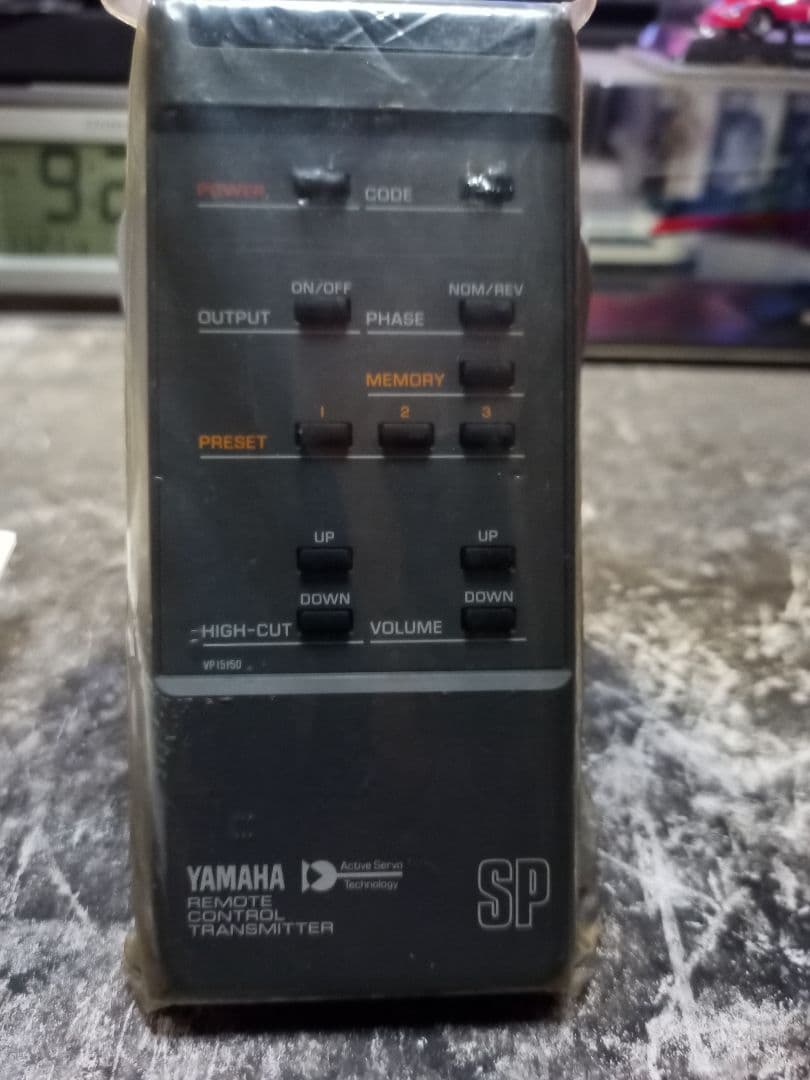 92
POWER
CODE
ON/OFF
NOM/REV
OUTPUT
PHASE
MEMORY
1 2 3
PRESET
UP
UP
DOWN
DOWN
HIGH-CUT
VOLUME
VP15150
YAMAHA
Active Servo
Technology
SP
REMOTE
CONTROL
TRANSMITTER